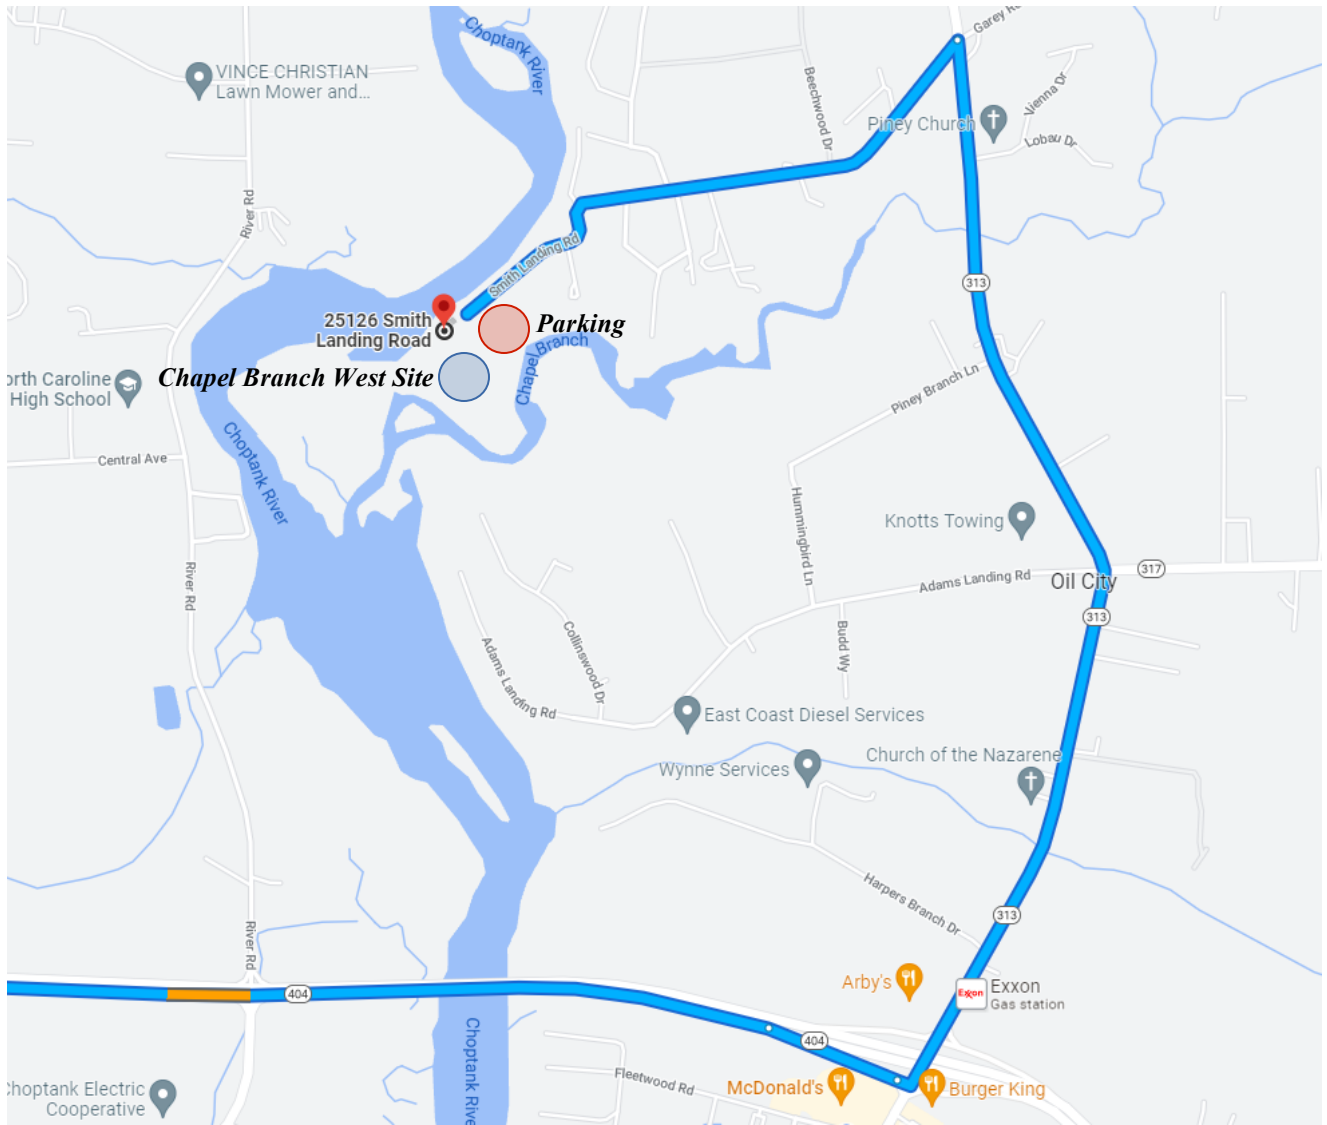 Choptank River
Garey R
VINCE CHRISTIAN
Lawn Mower and...
Beechwood Dr
Vienna Dr
Piney Church
Lobau Dr
River Rd
Smith Landing Rd
313
25126 Smith
Landing Road
Parking
Chapel Branch
Chapel Branch West Site
orth Caroline
High School
Piney Branch Ln
Choptank River
Central Ave
Hummingbird Ln
Knotts Towing
River Rd
Adams Landing Rd
317
Oil City
313
Budd Wy
Collinswood Dr
Adams Landing Rd
East Coast Diesel Services
Church of the Nazarene
Wynne Services
Harpers Branch Dr
313
River Rd
Arby's
Exxon
Exxon
Gas station
404
404
Choptank Rive
Fleetwood Rd
McDonald's
Burger King
Choptank Electric
Cooperative